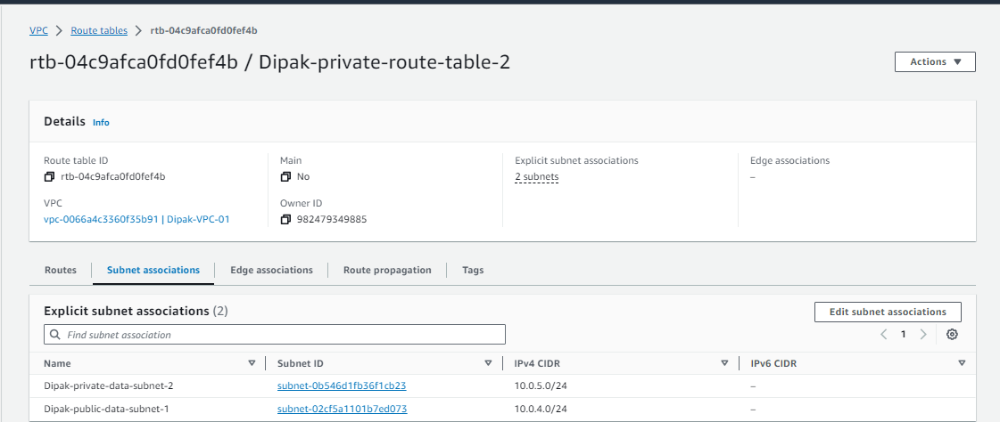 VPC > Route tables > rtb-04c9afca0fd0fef4b
rtb-04c9afca0fd0fef4b / Dipak-private-route-table-2
Actions ▼
Details Info
Route table ID
rtb-04c9afca0fd0fef4b
Main
No
Explicit subnet associations
2 subnets
Edge associations
–
VPC
vpc-0066a4c3360f35b91 | Dipak-VPC-01
Owner ID
982479349885
Routes Subnet associations Edge associations Route propagation Tags
Explicit subnet associations (2)
Edit subnet associations
Find subnet association
1
Name Subnet ID IPv4 CIDR IPv6 CIDR
Dipak-private-data-subnet-2 subnet-0b546d1fb36f1cb23 10.0.5.0/24 –
Dipak-public-data-subnet-1 subnet-02cf5a1101b7ed073 10.0.4.0/24 –